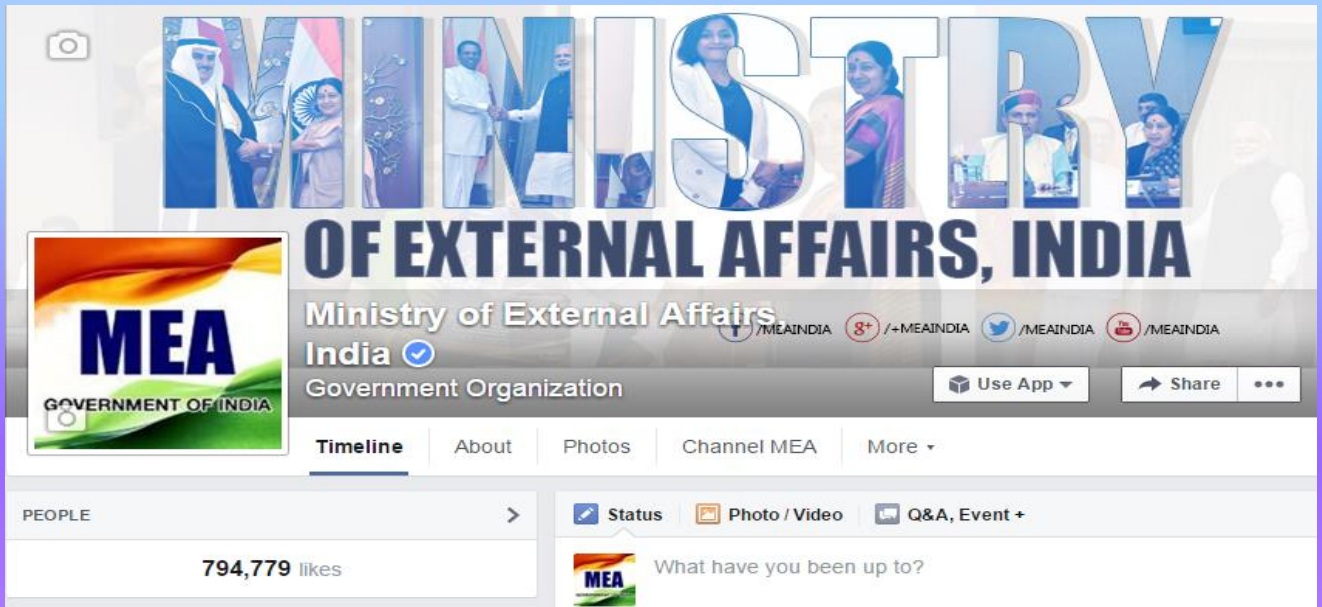 MINISTRY
OF EXTERNAL AFFAIRS, INDIA
MEA
GOVERNMENT OF INDIA
Ministry of External Affairs,
India
Government Organization
f /MEAINDIA g+ /+MEAINDIA /MEAINDIA You Tube /MEAINDIA
Use App Share
Timeline About Photos Channel MEA More
PEOPLE
794,779 likes
Status Photo / Video Q&A, Event +
MEA
What have you been up to?